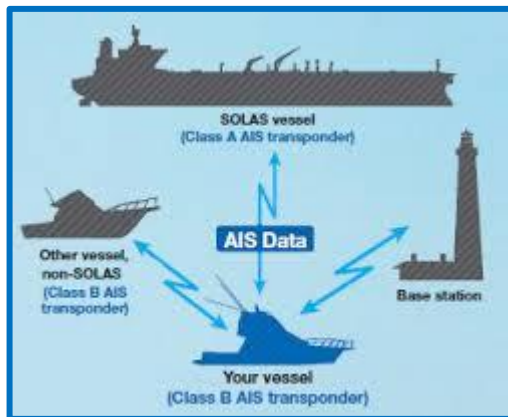 SOLAS vessel
(Class A AIS transponder)
AIS Data
Other vessel,
non-SOLAS
(Class B AIS
transponder)
Base station
Your vessel
(Class B AIS transponder)